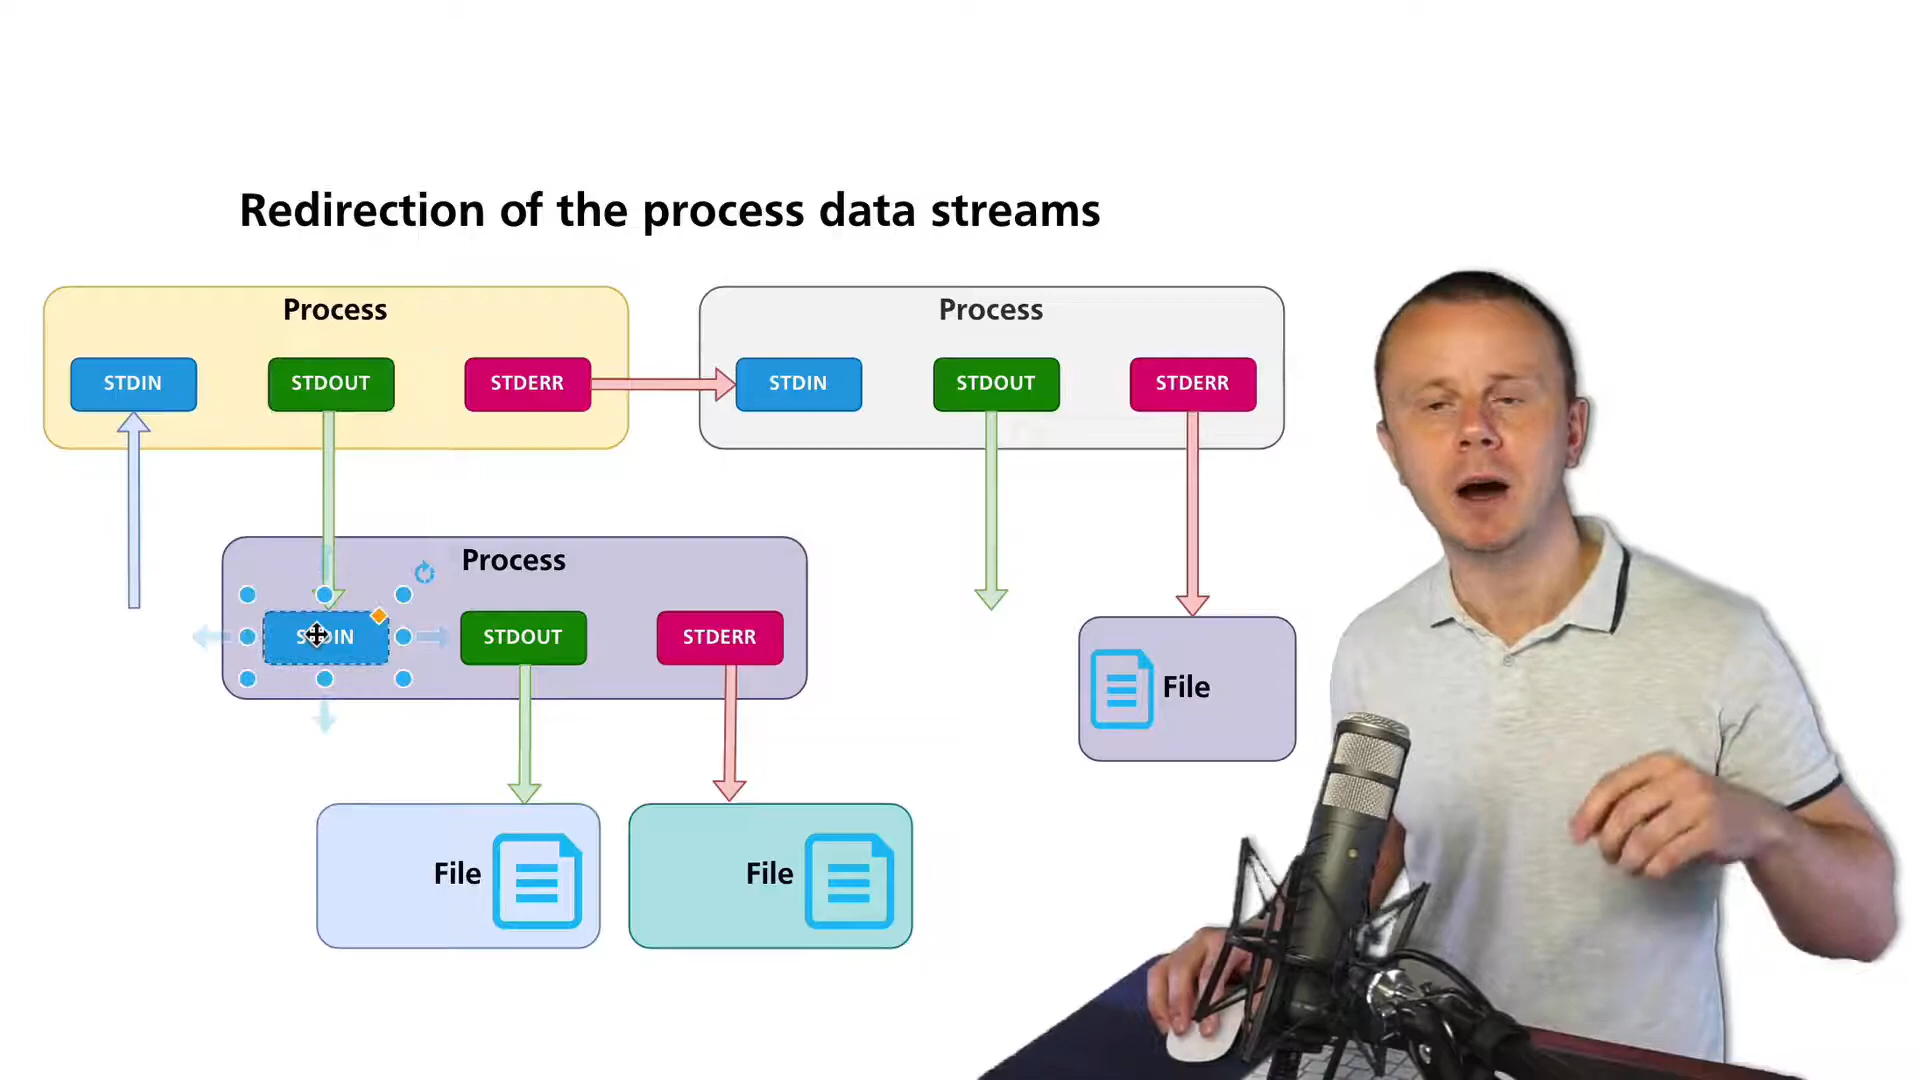 Redirection of the process data streams
Process
STDIN
STDOUT
STDERR
Process
STDIN
STDOUT
STDERR
Process
STDIN
STDOUT
STDERR
File
File
File